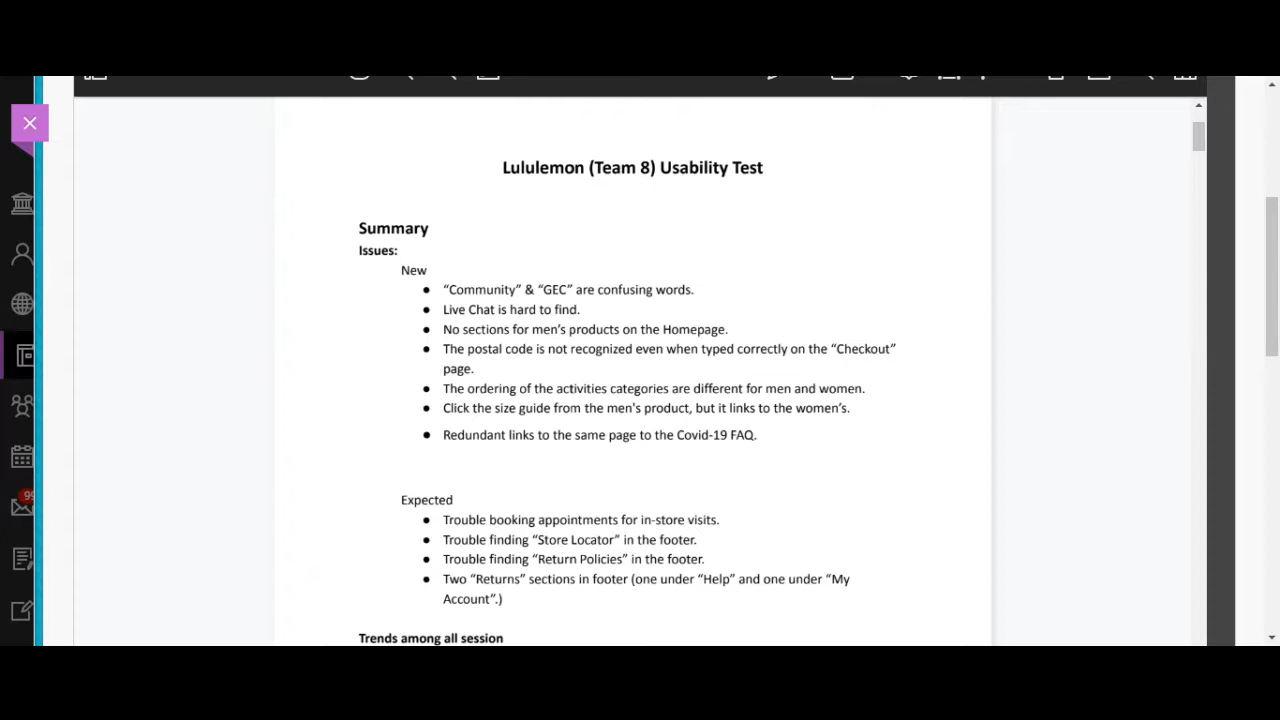 Lululemon (Team 8) Usability Test
Summary
Issues:
New
● “Community” & “GEC” are confusing words.
● Live Chat is hard to find.
● No sections for men’s products on the Homepage.
● The postal code is not recognized even when typed correctly on the “Checkout”
page.
● The ordering of the activities categories are different for men and women.
● Click the size guide from the men's product, but it links to the women’s.
● Redundant links to the same page to the Covid-19 FAQ.
Expected
● Trouble booking appointments for in-store visits.
● Trouble finding “Store Locator” in the footer.
● Trouble finding “Return Policies” in the footer.
● Two “Returns” sections in footer (one under “Help” and one under “My
Account”.)
Trends among all session
99